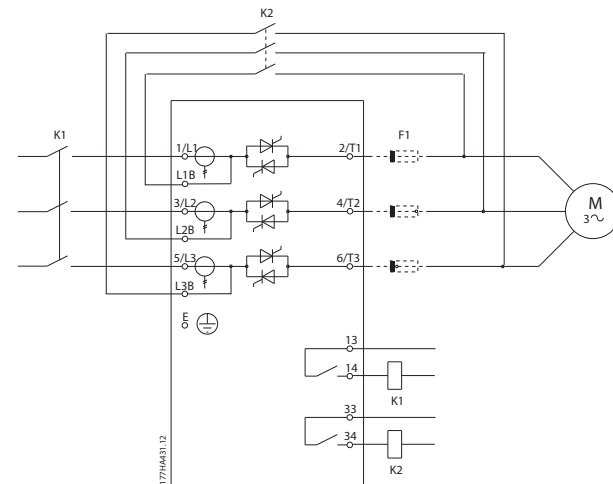 K2
K1
1/L1
2/T1
F1
L1B
3/L2
4/T2
M
3
L2B
5/L3
6/T3
L3B
E
13
14
K1
33
34
K2
177HA431.12